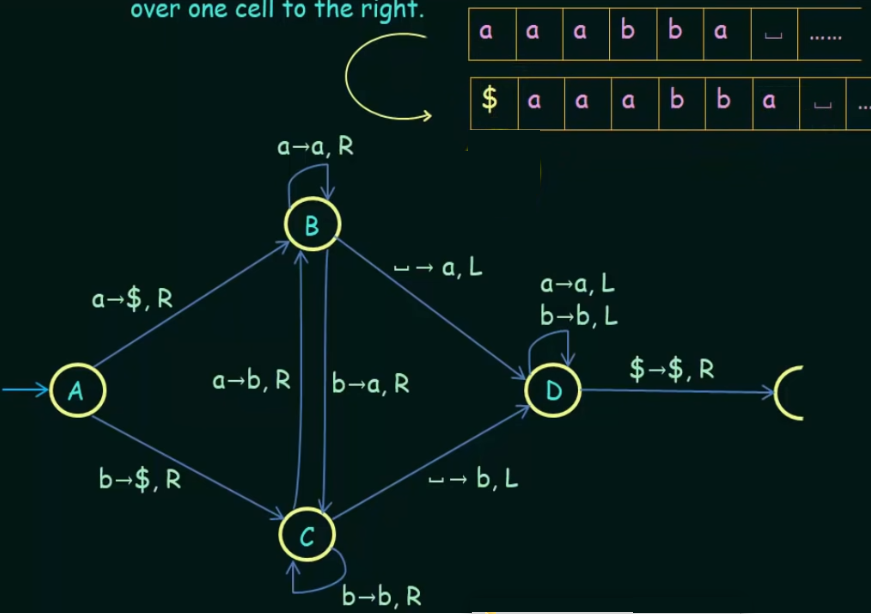 over one cell to the right.
a a a b b a ⎵ ......
$ a a a b b a ⎵ ...
a→a, R
B
⎵→a, L
a→$, R
a→a, L
b→b, L
$→$, R
A
a→b, R
b→a, R
D
b→$, R
⎵→b, L
C
b→b, R